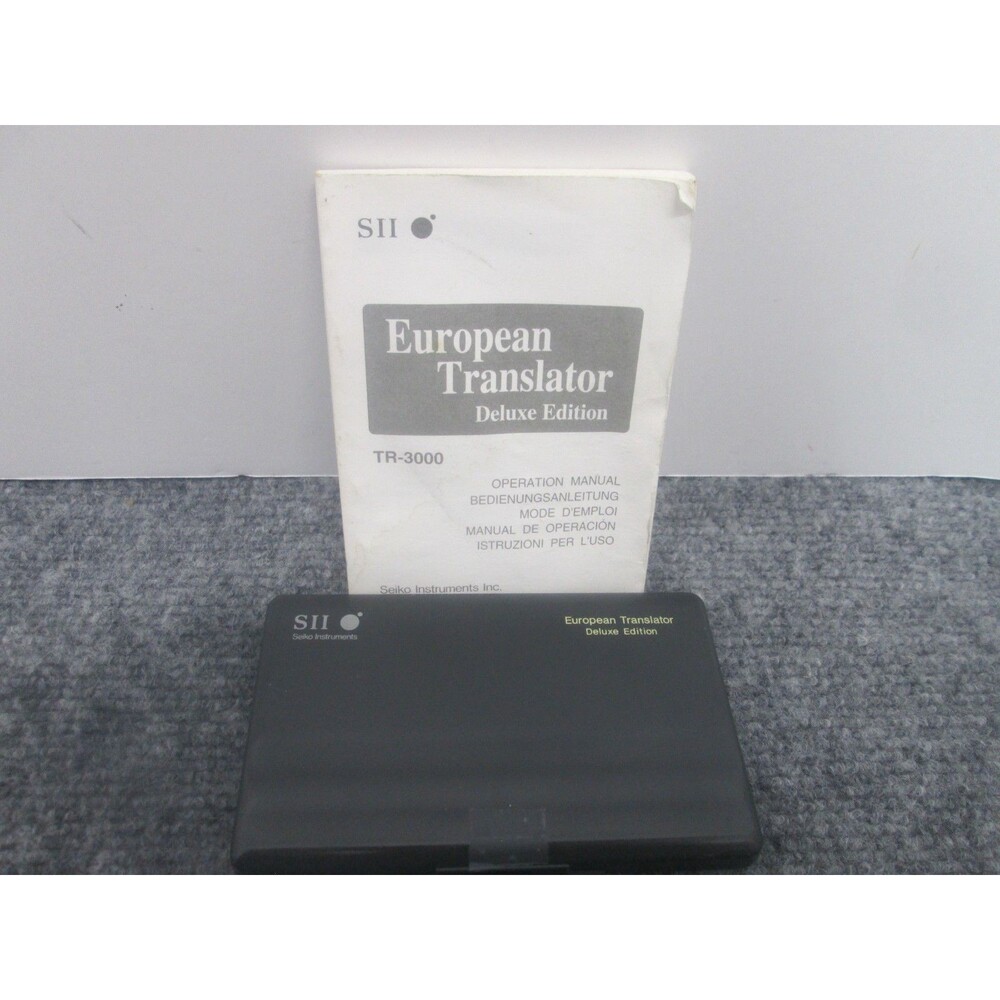 SII
European
Translator
Deluxe Edition
TR-3000
OPERATION MANUAL
BEDIENUNGSANLEITUNG
MODE D'EMPLOI
MANUAL DE OPERACIÓN
ISTRUZIONI PER L'USO
Seiko Instruments Inc.
SII
Seiko Instruments
European Translator
Deluxe Edition